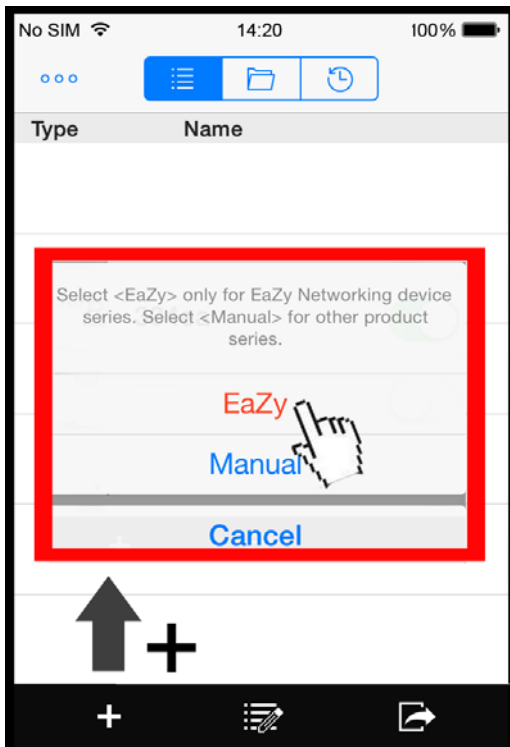 No SIM 14:20 100%
Type Name
Select <EaZy> only for EaZy Networking device
series. Select <Manual> for other product
series.
EaZy
Manual
Cancel
+
+